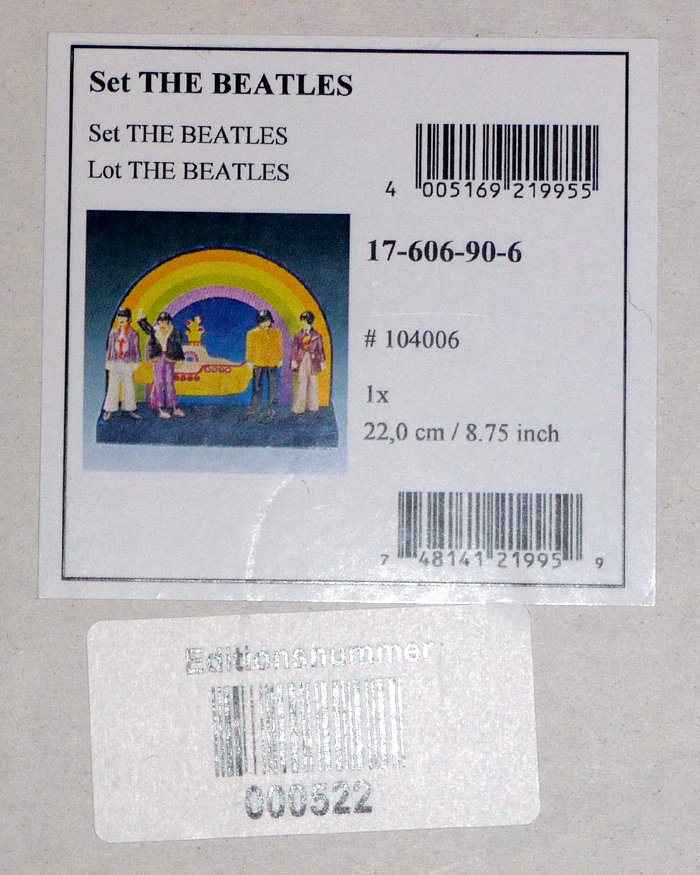 Set THE BEATLES
Set THE BEATLES
Lot THE BEATLES
4 005169 219955
17-606-90-6
# 104006
1x
22,0 cm / 8.75 inch
7 48141 21995 9
Editionsnummer
000522